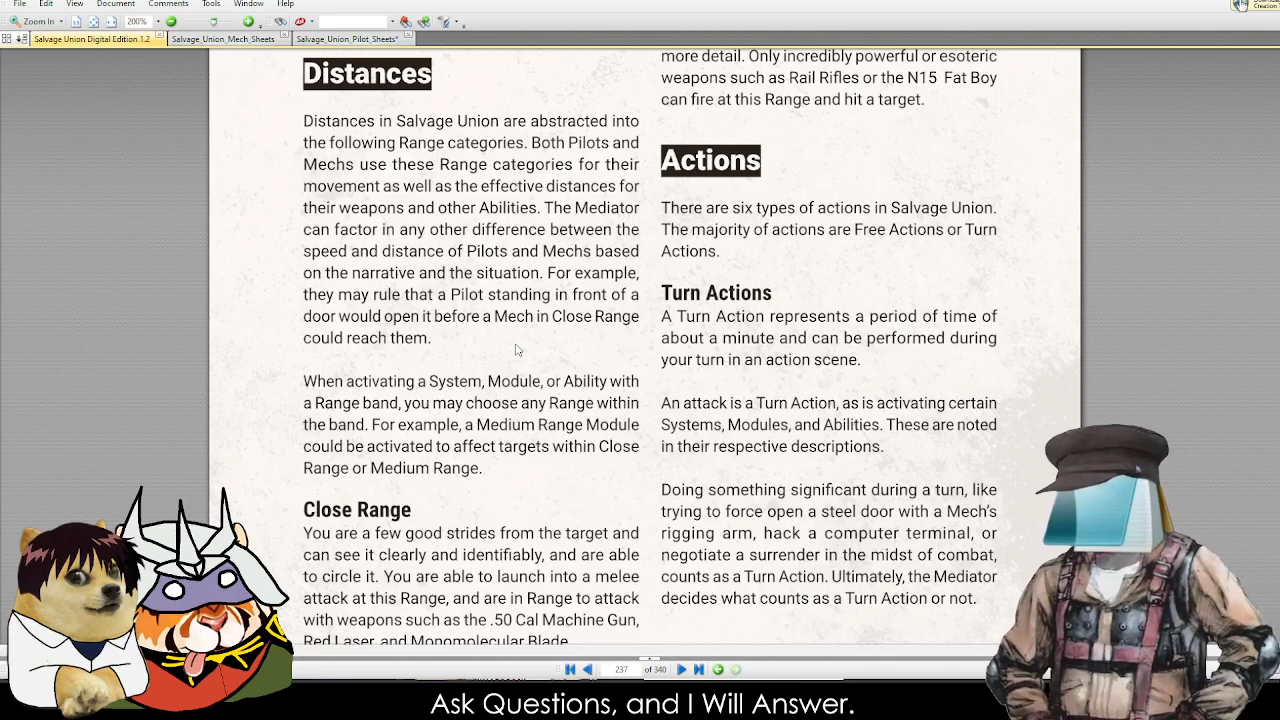 File Edit View Document Comments Tools Window Help
Creation
Zoom In 200%
Salvage Union Digital Edition 1.2 Salvage_Union_Mech_Sheets Salvage_Union_Pilot_Sheets*
Distances
Distances in Salvage Union are abstracted into
the following Range categories. Both Pilots and
Mechs use these Range categories for their
movement as well as the effective distances for
their weapons and other Abilities. The Mediator
can factor in any other difference between the
speed and distance of Pilots and Mechs based
on the narrative and the situation. For example,
they may rule that a Pilot standing in front of a
door would open it before a Mech in Close Range
could reach them.
When activating a System, Module, or Ability with
a Range band, you may choose any Range within
the band. For example, a Medium Range Module
could be activated to affect targets within Close
Range or Medium Range.
Close Range
You are a few good strides from the target and
can see it clearly and identifiably, and are able
to circle it. You are able to launch into a melee
attack at this Range, and are in Range to attack
with weapons such as the .50 Cal Machine Gun,
Red Laser, and Monomolecular Blade.
more detail. Only incredibly powerful or esoteric
weapons such as Rail Rifles or the N15 Fat Boy
can fire at this Range and hit a target.
Actions
There are six types of actions in Salvage Union.
The majority of actions are Free Actions or Turn
Actions.
Turn Actions
A Turn Action represents a period of time of
about a minute and can be performed during
your turn in an action scene.
An attack is a Turn Action, as is activating certain
Systems, Modules, and Abilities. These are noted
in their respective descriptions.
Doing something significant during a turn, like
trying to force open a steel door with a Mech's
rigging arm, hack a computer terminal, or
negotiate a surrender in the midst of combat,
counts as a Turn Action. Ultimately, the Mediator
decides what counts as a Turn Action or not.
237 of 340
Ask Questions, and I Will Answer.